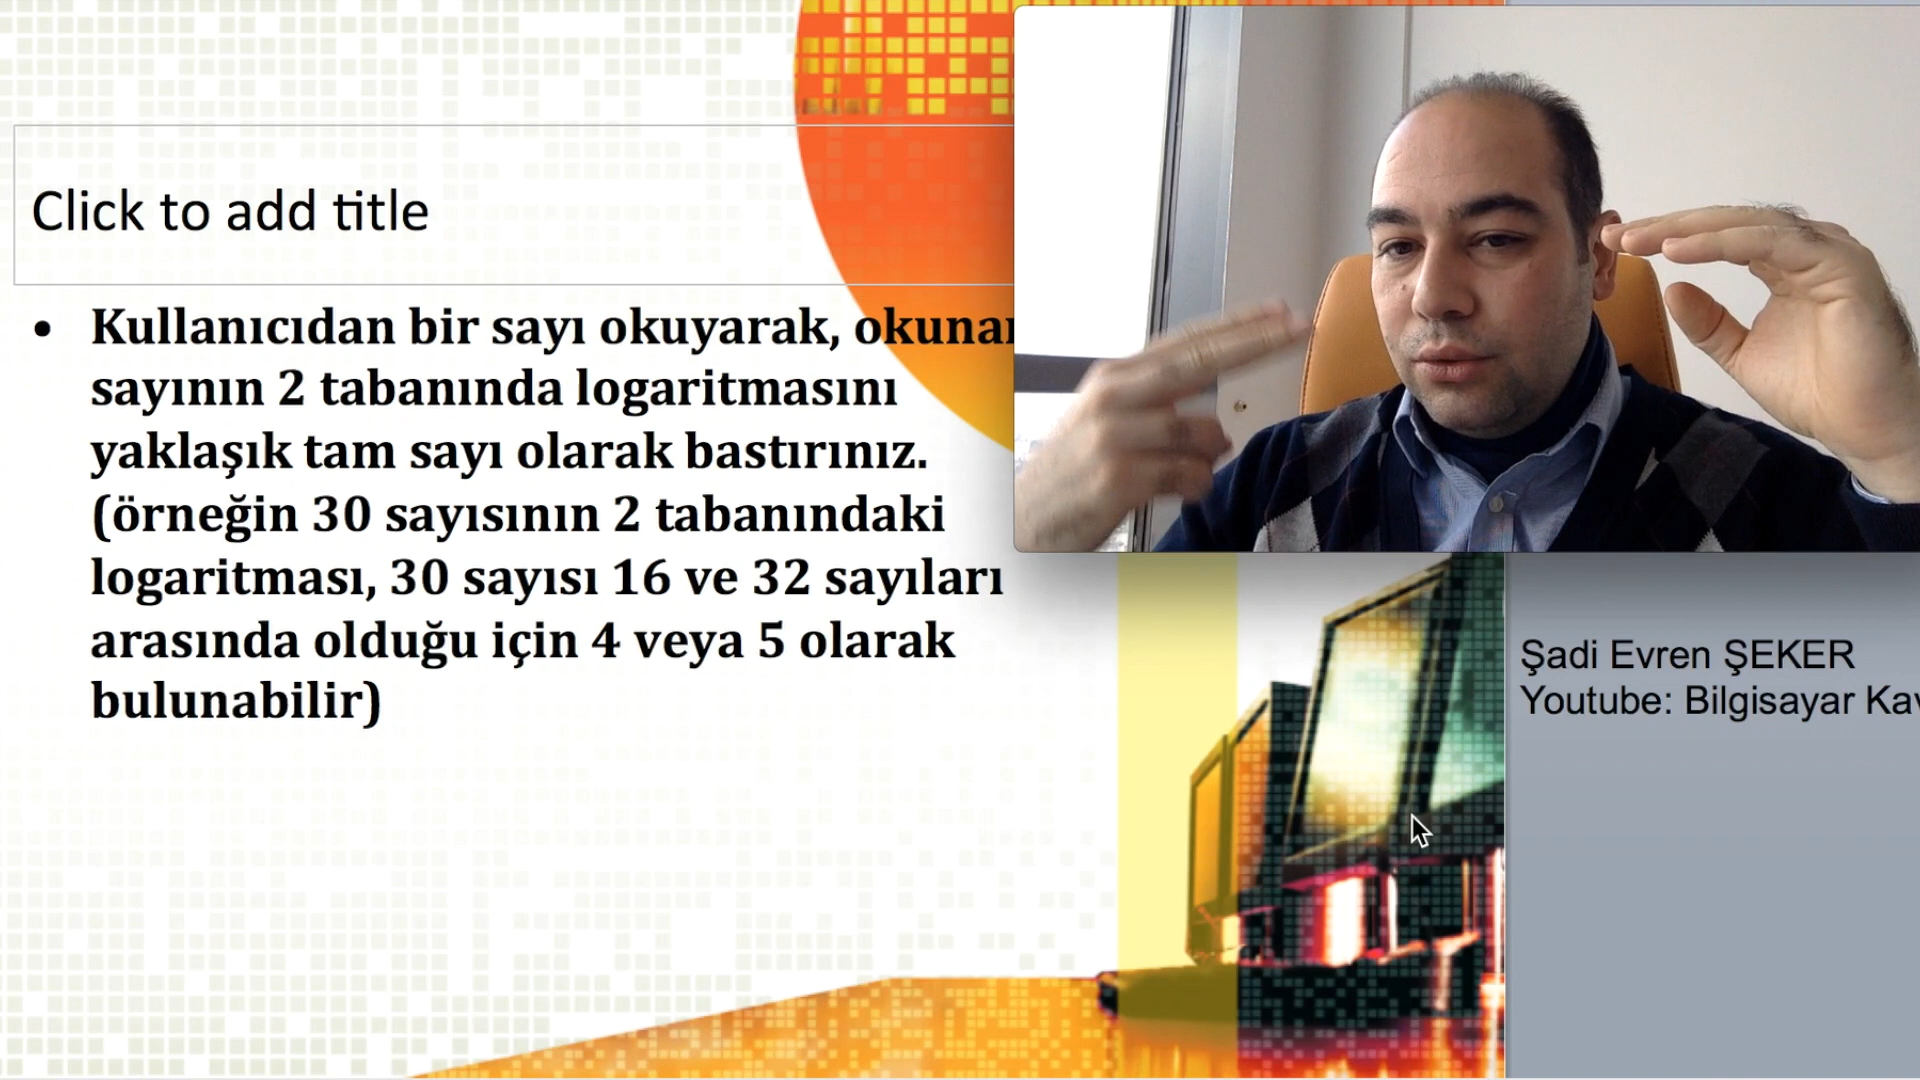 Click to add title
• Kullanıcıdan bir sayı okuyarak,
sayının 2 tabanında logaritmasını
yaklaşık tam sayı olarak bastırınız.
(örneğin 30 sayısının 2 tabanındaki
logaritması, 30 sayısı 16 ve 32 sayıları
arasında olduğu için 4 veya 5 olarak
bulunabilir)
Şadi Evren ŞEKER
Youtube: Bilgisayar